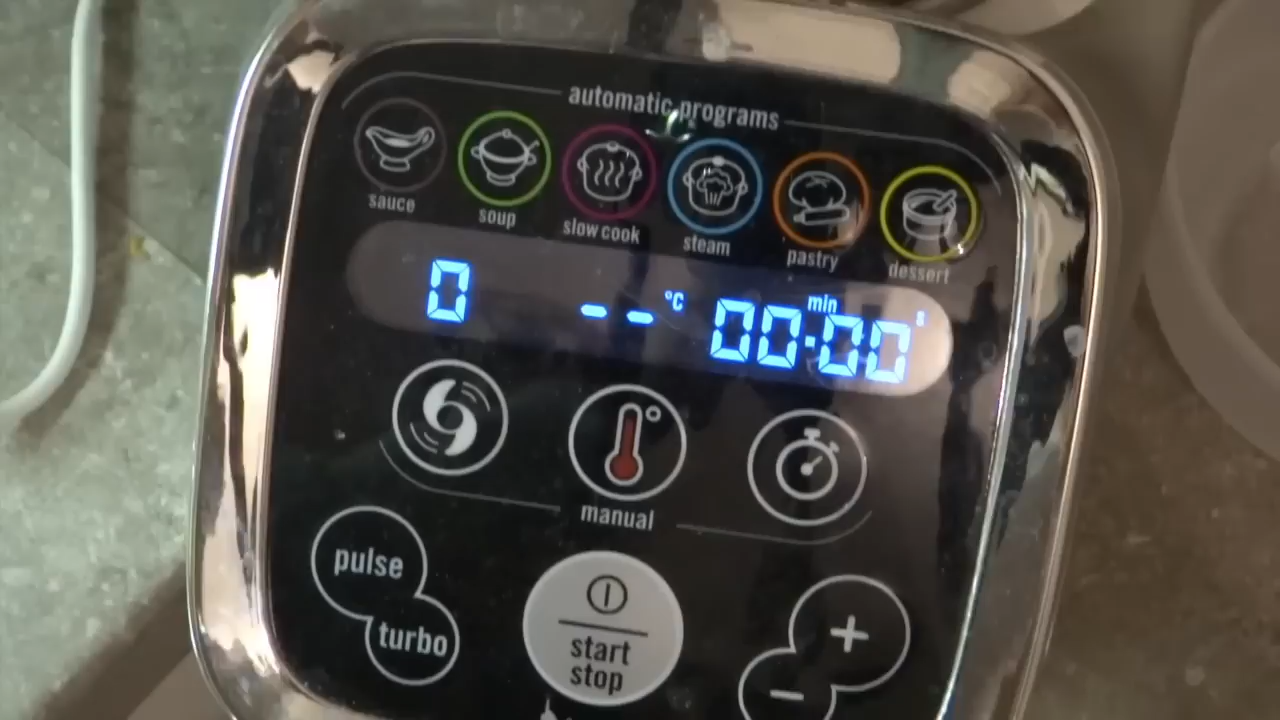 automatic programs
sauce
soup
slow cook
steam
pastry
dessert
0
-- °C
min s
00:00
manual
pulse
turbo
start
stop
+
-